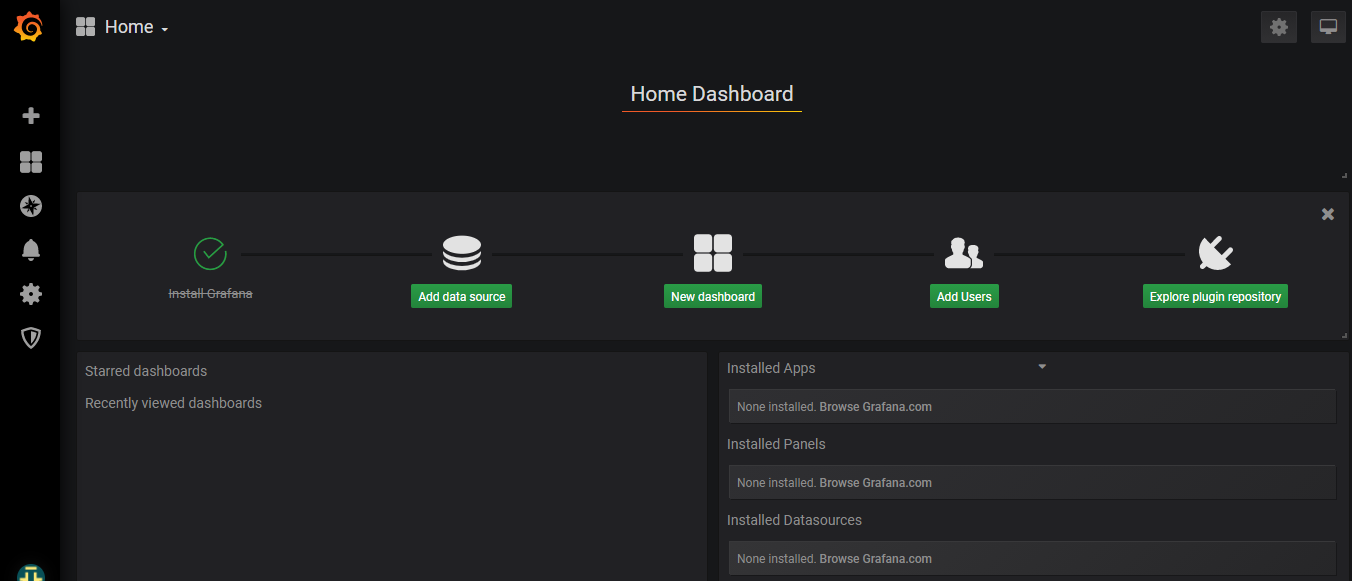 Home
Home Dashboard
Install Grafana
Add data source
New dashboard
Add Users
Explore plugin repository
Starred dashboards
Recently viewed dashboards
Installed Apps
None installed. Browse Grafana.com
Installed Panels
None installed. Browse Grafana.com
Installed Datasources
None installed. Browse Grafana.com